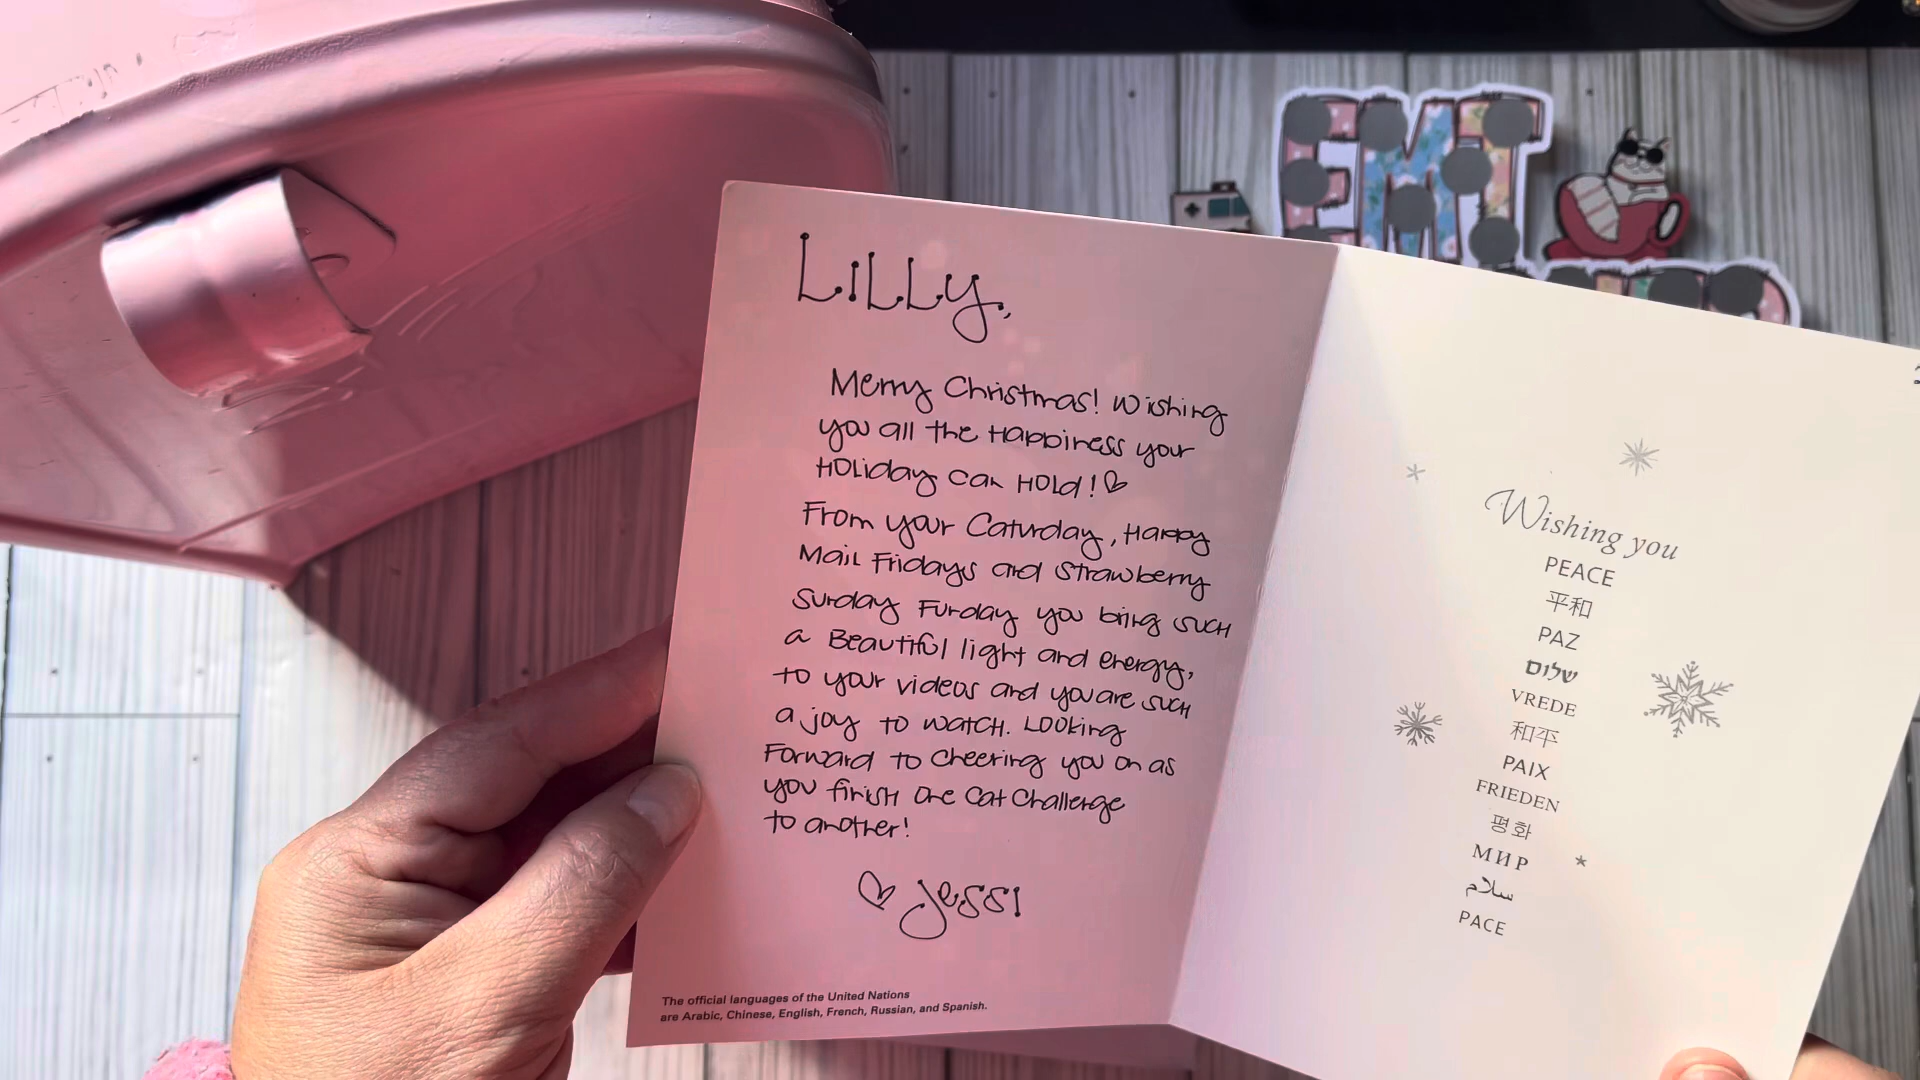 LILLY,
Merry Christmas! Wishing
you all the Happiness your
HOLiday can HOLd! ♡
From your Caturday, Happy
Mail Fridays and Strawberry
Sunday Funday you bring SUCH
a Beautiful light and energy,
to your videos and you are SUCH
a joy to WATCH. Looking
Forward to Cheering you on as
you finish one Cat Challenge
to another!
♡ Jessi
The official languages of the United Nations
are Arabic, Chinese, English, French, Russian, and Spanish.
Wishing you
PEACE
平和
PAZ
שלום
VREDE
和平
PAIX
FRIEDEN
평화
МИР
سلام
PACE
EMI